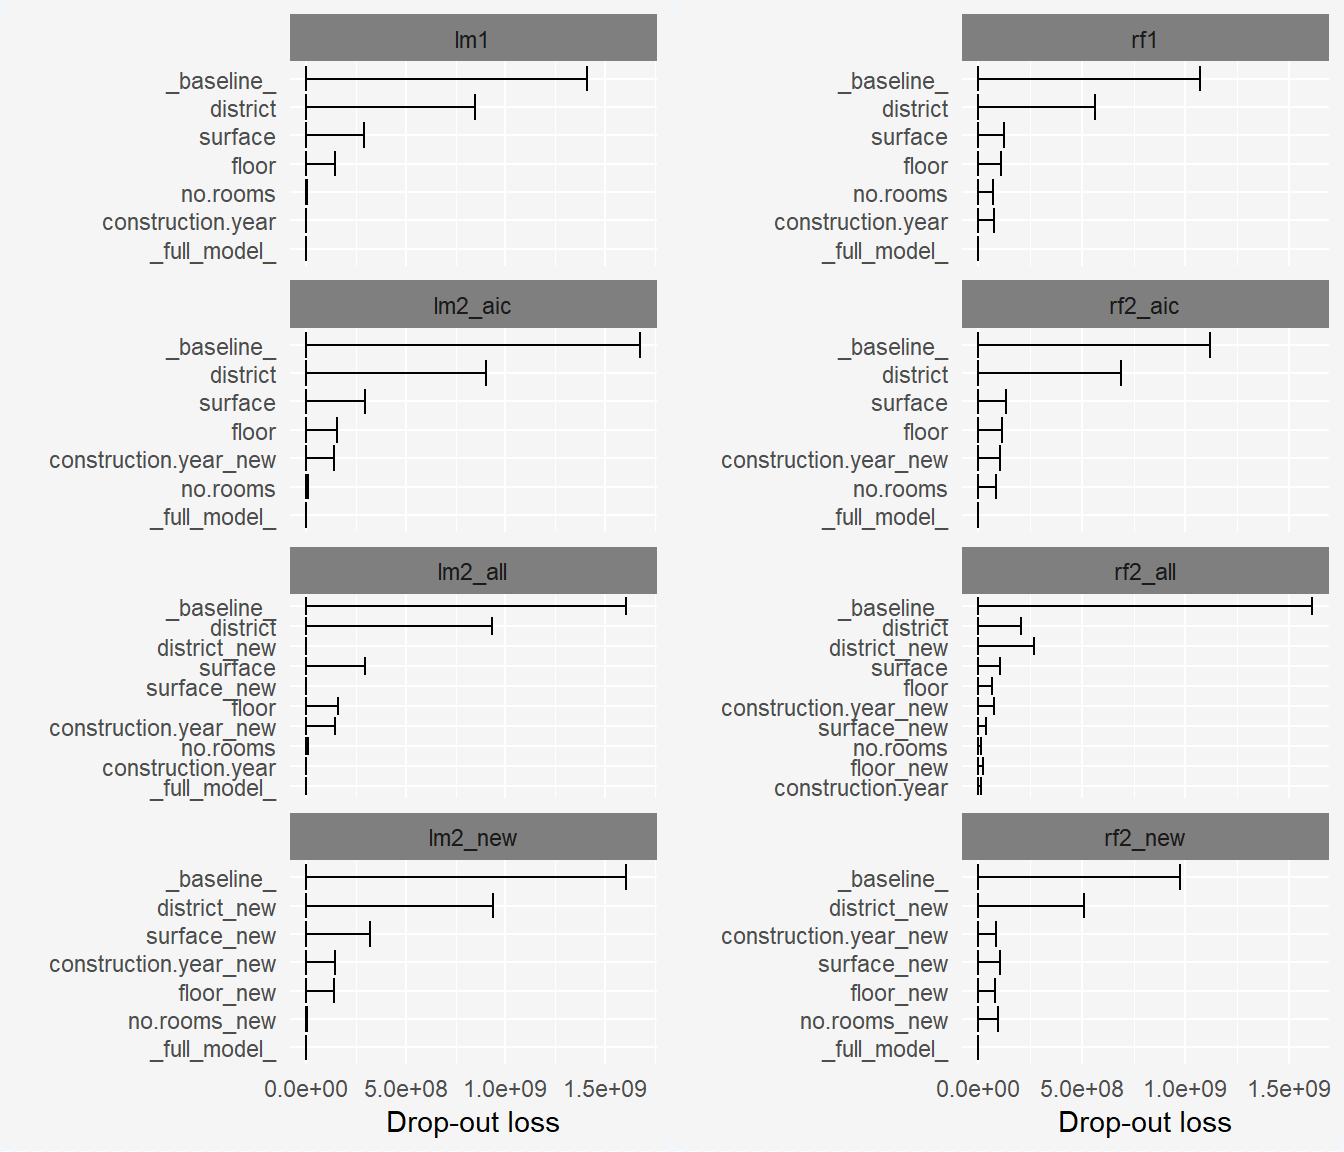 lm1
_baseline_
district
surface
floor
no.rooms
construction.year
_full_model_
rf1
_baseline_
district
surface
floor
no.rooms
construction.year
_full_model_
lm2_aic
_baseline_
district
surface
floor
construction.year_new
no.rooms
_full_model_
rf2_aic
_baseline_
district
surface
floor
construction.year_new
no.rooms
_full_model_
lm2_all
_baseline_
district
district_new
surface
surface_new
floor
construction.year_new
no.rooms
construction.year
_full_model_
rf2_all
_baseline_
district
district_new
surface
floor
construction.year_new
surface_new
no.rooms
floor_new
construction.year
lm2_new
_baseline_
district_new
surface_new
construction.year_new
floor_new
no.rooms_new
_full_model_
0.0e+00 5.0e+08 1.0e+09 1.5e+09
Drop-out loss
rf2_new
_baseline_
district_new
construction.year_new
surface_new
floor_new
no.rooms_new
_full_model_
0.0e+00 5.0e+08 1.0e+09 1.5e+09
Drop-out loss